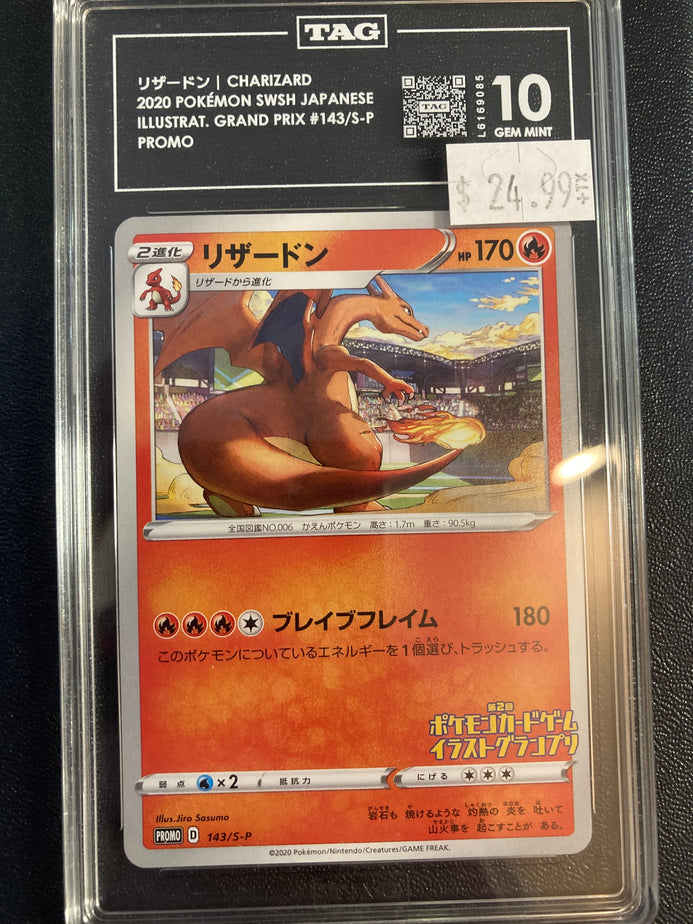 TAG
リザードン | CHARIZARD
2020 POKÉMON SWSH JAPANESE
ILLUSTRAT. GRAND PRIX #143/S-P
PROMO
TAG
L6169085
10
GEM MINT
$ 24.99 +TX
2進化
リザードン
HP 170
リザードから進化
全国図鑑NO.006 かえんポケモン 高さ：1.7m 重さ：90.5kg
ブレイブフレイム 180
このポケモンについているエネルギーを1個選び、トラッシュする。
第2回
ポケモンカードゲーム
イラストグランプリ
弱点 ×2 抵抗力 にげる
Illus.Jiro Sasumo
岩石も 焼けるような 灼熱の 炎を 吐いて
山火事を 起こすことが ある。
PROMO D 143/S-P
©2020 Pokémon/Nintendo/Creatures/GAME FREAK.